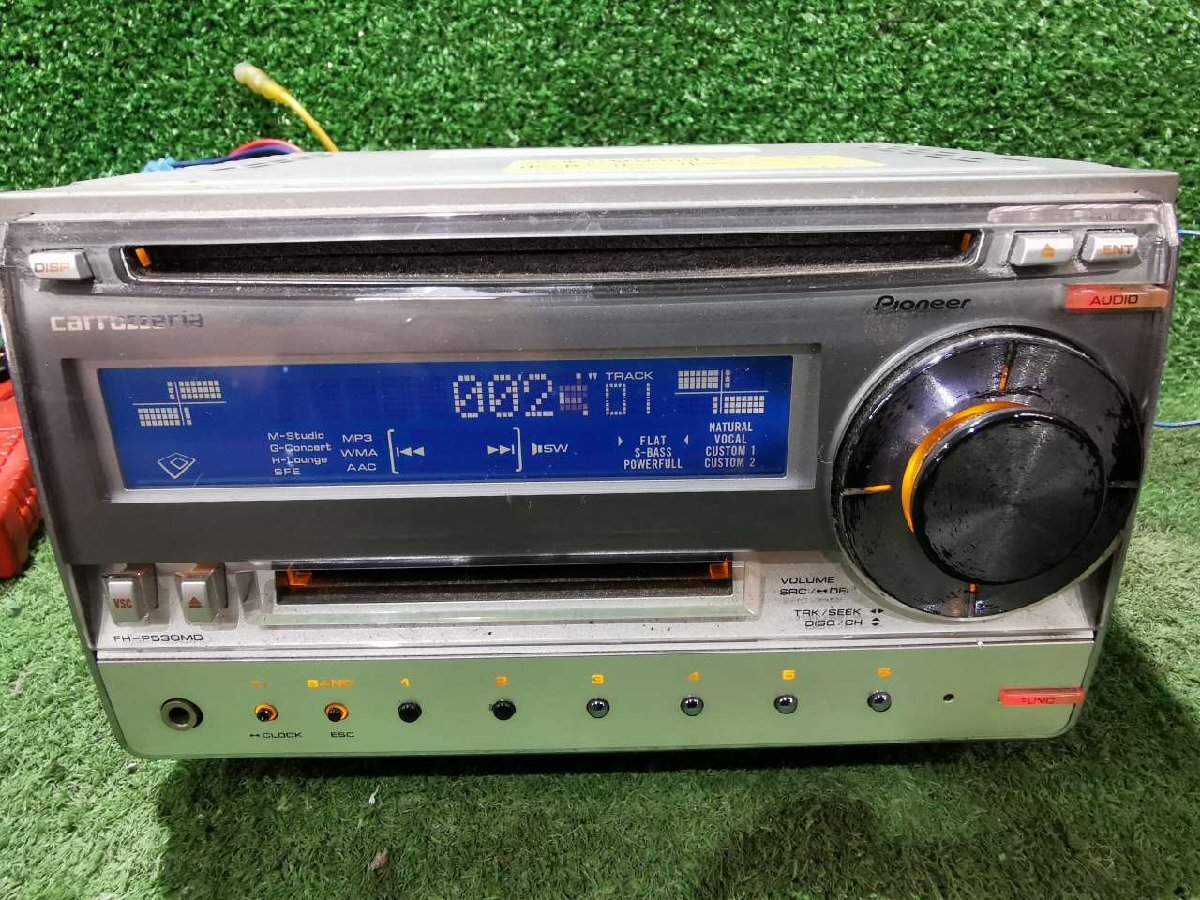 DISP
ENT
carrozzeria
Pioneer
AUDIO
002'
TRACK
01
M-Studio
G-Concert
H-Lounge
SFE
MP3
WMA
AAC
SW
FLAT
S-BASS
POWERFULL
NATURAL
VOCAL
CUSTOM 1
CUSTOM 2
VSC
FH-P530MD
VOLUME
TRK/SEEK
DISC/CH
BAND
1
2
3
4
5
6
FUNC
CLOCK
ESC